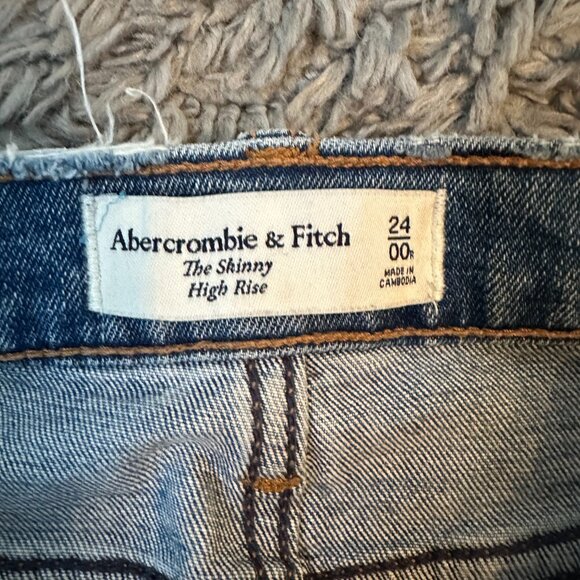 Abercrombie & Fitch
The Skinny
High Rise
24
00R
MADE IN
CAMBODIA